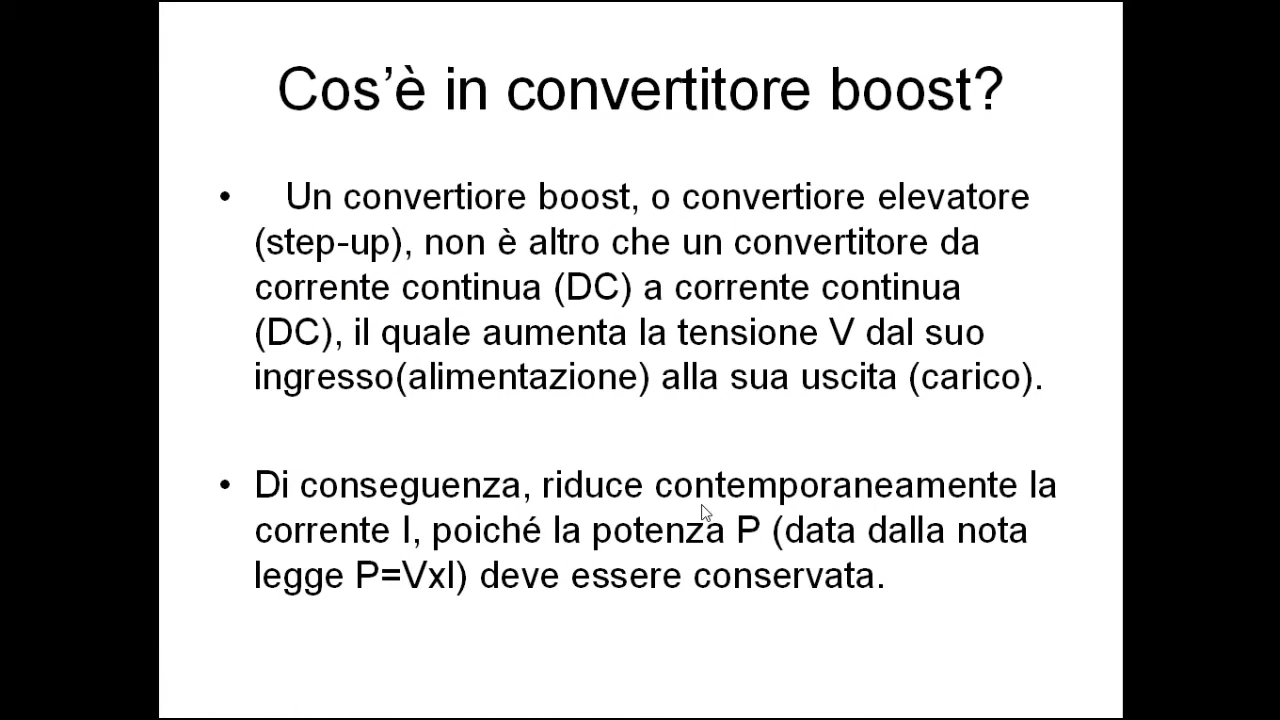 Cos'è in convertitore boost?
• Un convertiore boost, o convertiore elevatore
(step-up), non è altro che un convertitore da
corrente continua (DC) a corrente continua
(DC), il quale aumenta la tensione V dal suo
ingresso(alimentazione) alla sua uscita (carico).
• Di conseguenza, riduce contemporaneamente la
corrente I, poiché la potenza P (data dalla nota
legge P=VxI) deve essere conservata.